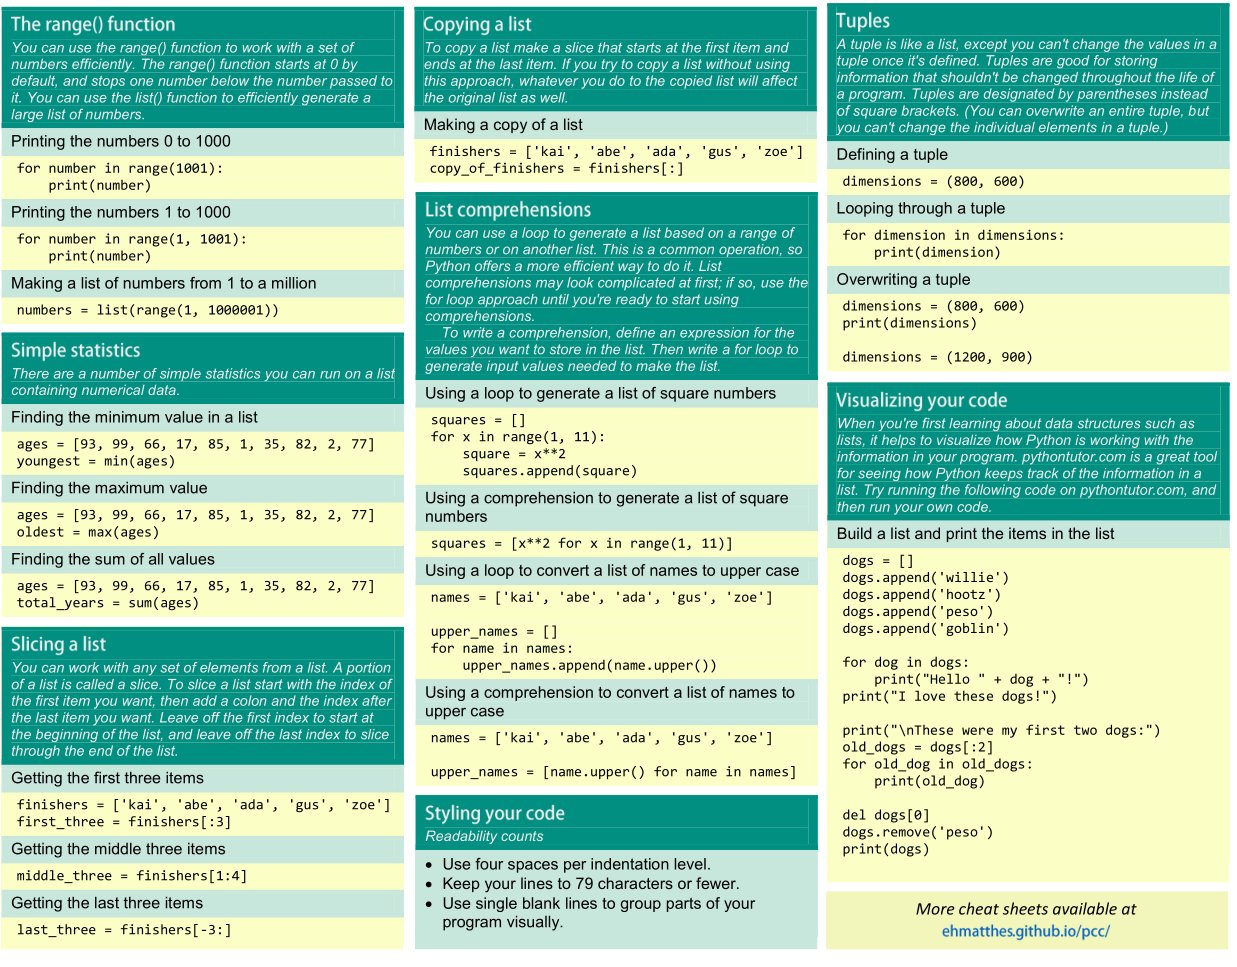 The range() function
You can use the range() function to work with a set of
numbers efficiently. The range() function starts at 0 by
default, and stops one number below the number passed to
it. You can use the list() function to efficiently generate a
large list of numbers.
Printing the numbers 0 to 1000
for number in range(1001):
    print(number)
Printing the numbers 1 to 1000
for number in range(1, 1001):
    print(number)
Making a list of numbers from 1 to a million
numbers = list(range(1, 1000001))
Simple statistics
There are a number of simple statistics you can run on a list
containing numerical data.
Finding the minimum value in a list
ages = [93, 99, 66, 17, 85, 1, 35, 82, 2, 77]
youngest = min(ages)
Finding the maximum value
ages = [93, 99, 66, 17, 85, 1, 35, 82, 2, 77]
oldest = max(ages)
Finding the sum of all values
ages = [93, 99, 66, 17, 85, 1, 35, 82, 2, 77]
total_years = sum(ages)
Slicing a list
You can work with any set of elements from a list. A portion
of a list is called a slice. To slice a list start with the index of
the first item you want, then add a colon and the index after
the last item you want. Leave off the first index to start at
the beginning of the list, and leave off the last index to slice
through the end of the list.
Getting the first three items
finishers = ['kai', 'abe', 'ada', 'gus', 'zoe']
first_three = finishers[:3]
Getting the middle three items
middle_three = finishers[1:4]
Getting the last three items
last_three = finishers[-3:]
Copying a list
To copy a list make a slice that starts at the first item and
ends at the last item. If you try to copy a list without using
this approach, whatever you do to the copied list will affect
the original list as well.
Making a copy of a list
finishers = ['kai', 'abe', 'ada', 'gus', 'zoe']
copy_of_finishers = finishers[:]
List comprehensions
You can use a loop to generate a list based on a range of
numbers or on another list. This is a common operation, so
Python offers a more efficient way to do it. List
comprehensions may look complicated at first; if so, use the
for loop approach until you're ready to start using
comprehensions.
    To write a comprehension, define an expression for the
values you want to store in the list. Then write a for loop to
generate input values needed to make the list.
Using a loop to generate a list of square numbers
squares = []
for x in range(1, 11):
    square = x**2
    squares.append(square)
Using a comprehension to generate a list of square
numbers
squares = [x**2 for x in range(1, 11)]
Using a loop to convert a list of names to upper case
names = ['kai', 'abe', 'ada', 'gus', 'zoe']
upper_names = []
for name in names:
    upper_names.append(name.upper())
Using a comprehension to convert a list of names to
upper case
names = ['kai', 'abe', 'ada', 'gus', 'zoe']
upper_names = [name.upper() for name in names]
Styling your code
Readability counts
• Use four spaces per indentation level.
• Keep your lines to 79 characters or fewer.
• Use single blank lines to group parts of your
program visually.
Tuples
A tuple is like a list, except you can't change the values in a
tuple once it's defined. Tuples are good for storing
information that shouldn't be changed throughout the life of
a program. Tuples are designated by parentheses instead
of square brackets. (You can overwrite an entire tuple, but
you can't change the individual elements in a tuple.)
Defining a tuple
dimensions = (800, 600)
Looping through a tuple
for dimension in dimensions:
    print(dimension)
Overwriting a tuple
dimensions = (800, 600)
print(dimensions)
dimensions = (1200, 900)
Visualizing your code
When you're first learning about data structures such as
lists, it helps to visualize how Python is working with the
information in your program. pythontutor.com is a great tool
for seeing how Python keeps track of the information in a
list. Try running the following code on pythontutor.com, and
then run your own code.
Build a list and print the items in the list
dogs = []
dogs.append('willie')
dogs.append('hootz')
dogs.append('peso')
dogs.append('goblin')
for dog in dogs:
    print("Hello " + dog + "!")
print("I love these dogs!")
print("\nThese were my first two dogs:")
old_dogs = dogs[:2]
for old_dog in old_dogs:
    print(old_dog)
del dogs[0]
dogs.remove('peso')
print(dogs)
More cheat sheets available at
ehmatthes.github.io/pcc/